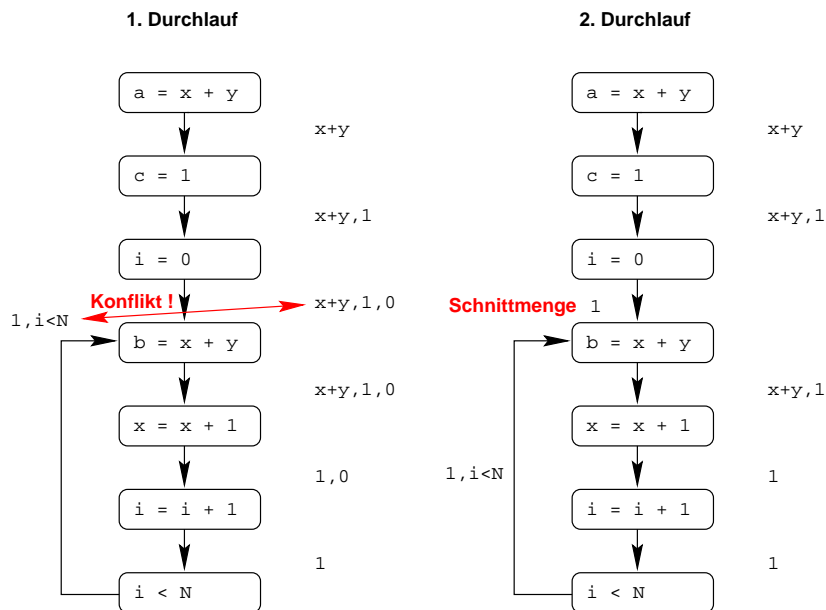 1. Durchlauf
a = x + y
x+y
c = 1
x+y,1
i = 0
Konflikt !
x+y,1,0
1,i<N
b = x + y
x+y,1,0
x = x + 1
1,0
i = i + 1
1
i < N
2. Durchlauf
a = x + y
x+y
c = 1
x+y,1
i = 0
Schnittmenge
1
b = x + y
x+y,1
x = x + 1
1,i<N
1
i = i + 1
1
i < N